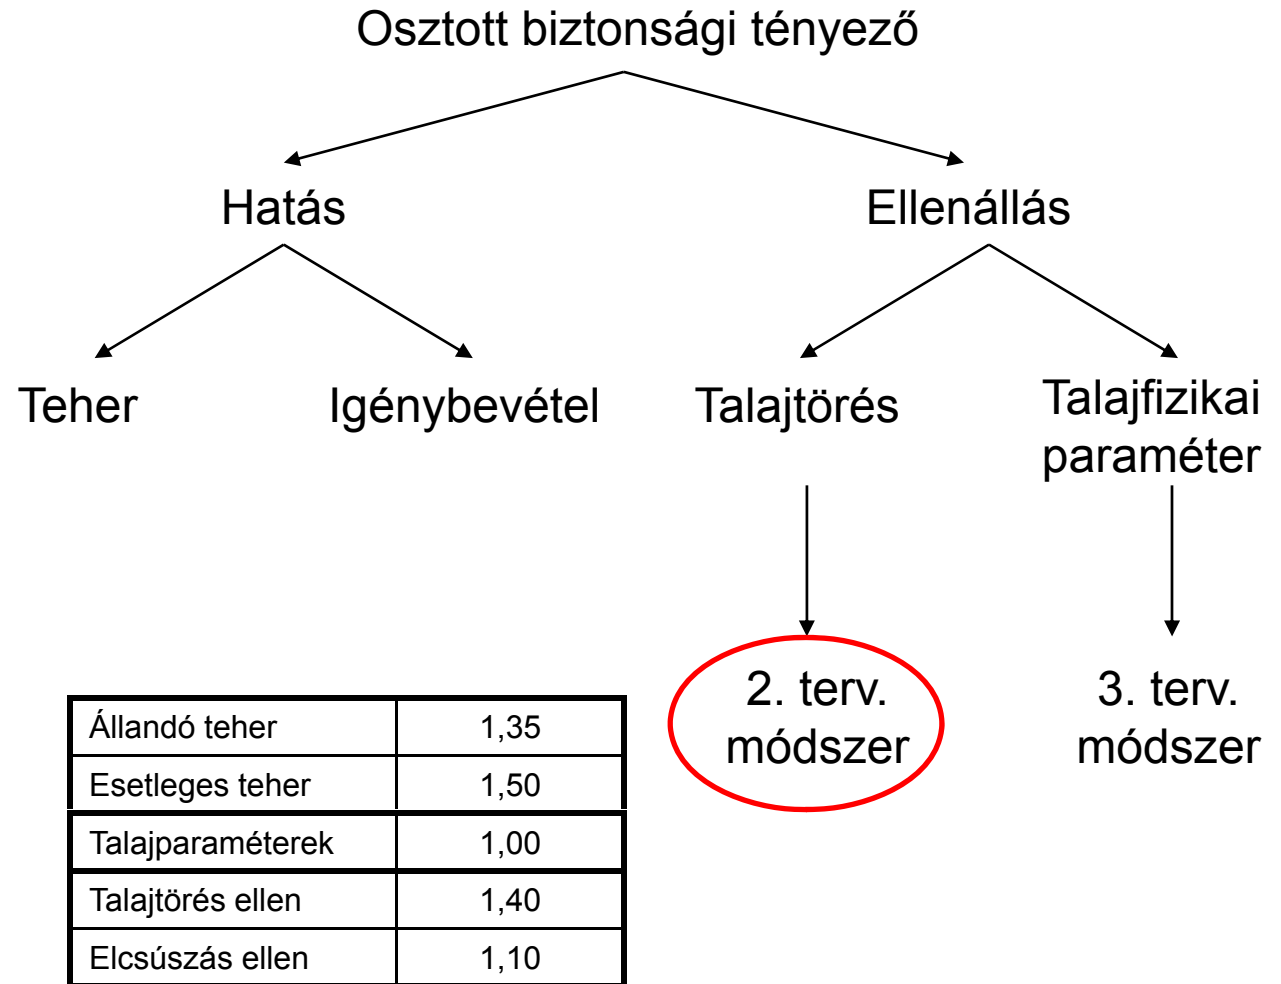 Osztott biztonsági tényező
Hatás
Ellenállás
Teher
Igénybevétel
Talajtörés
Talajfizikai
paraméter
2. terv.
módszer
3. terv.
módszer
Állandó teher 1,35
Esetleges teher 1,50
Talajparaméterek 1,00
Talajtörés ellen 1,40
Elcsúszás ellen 1,10